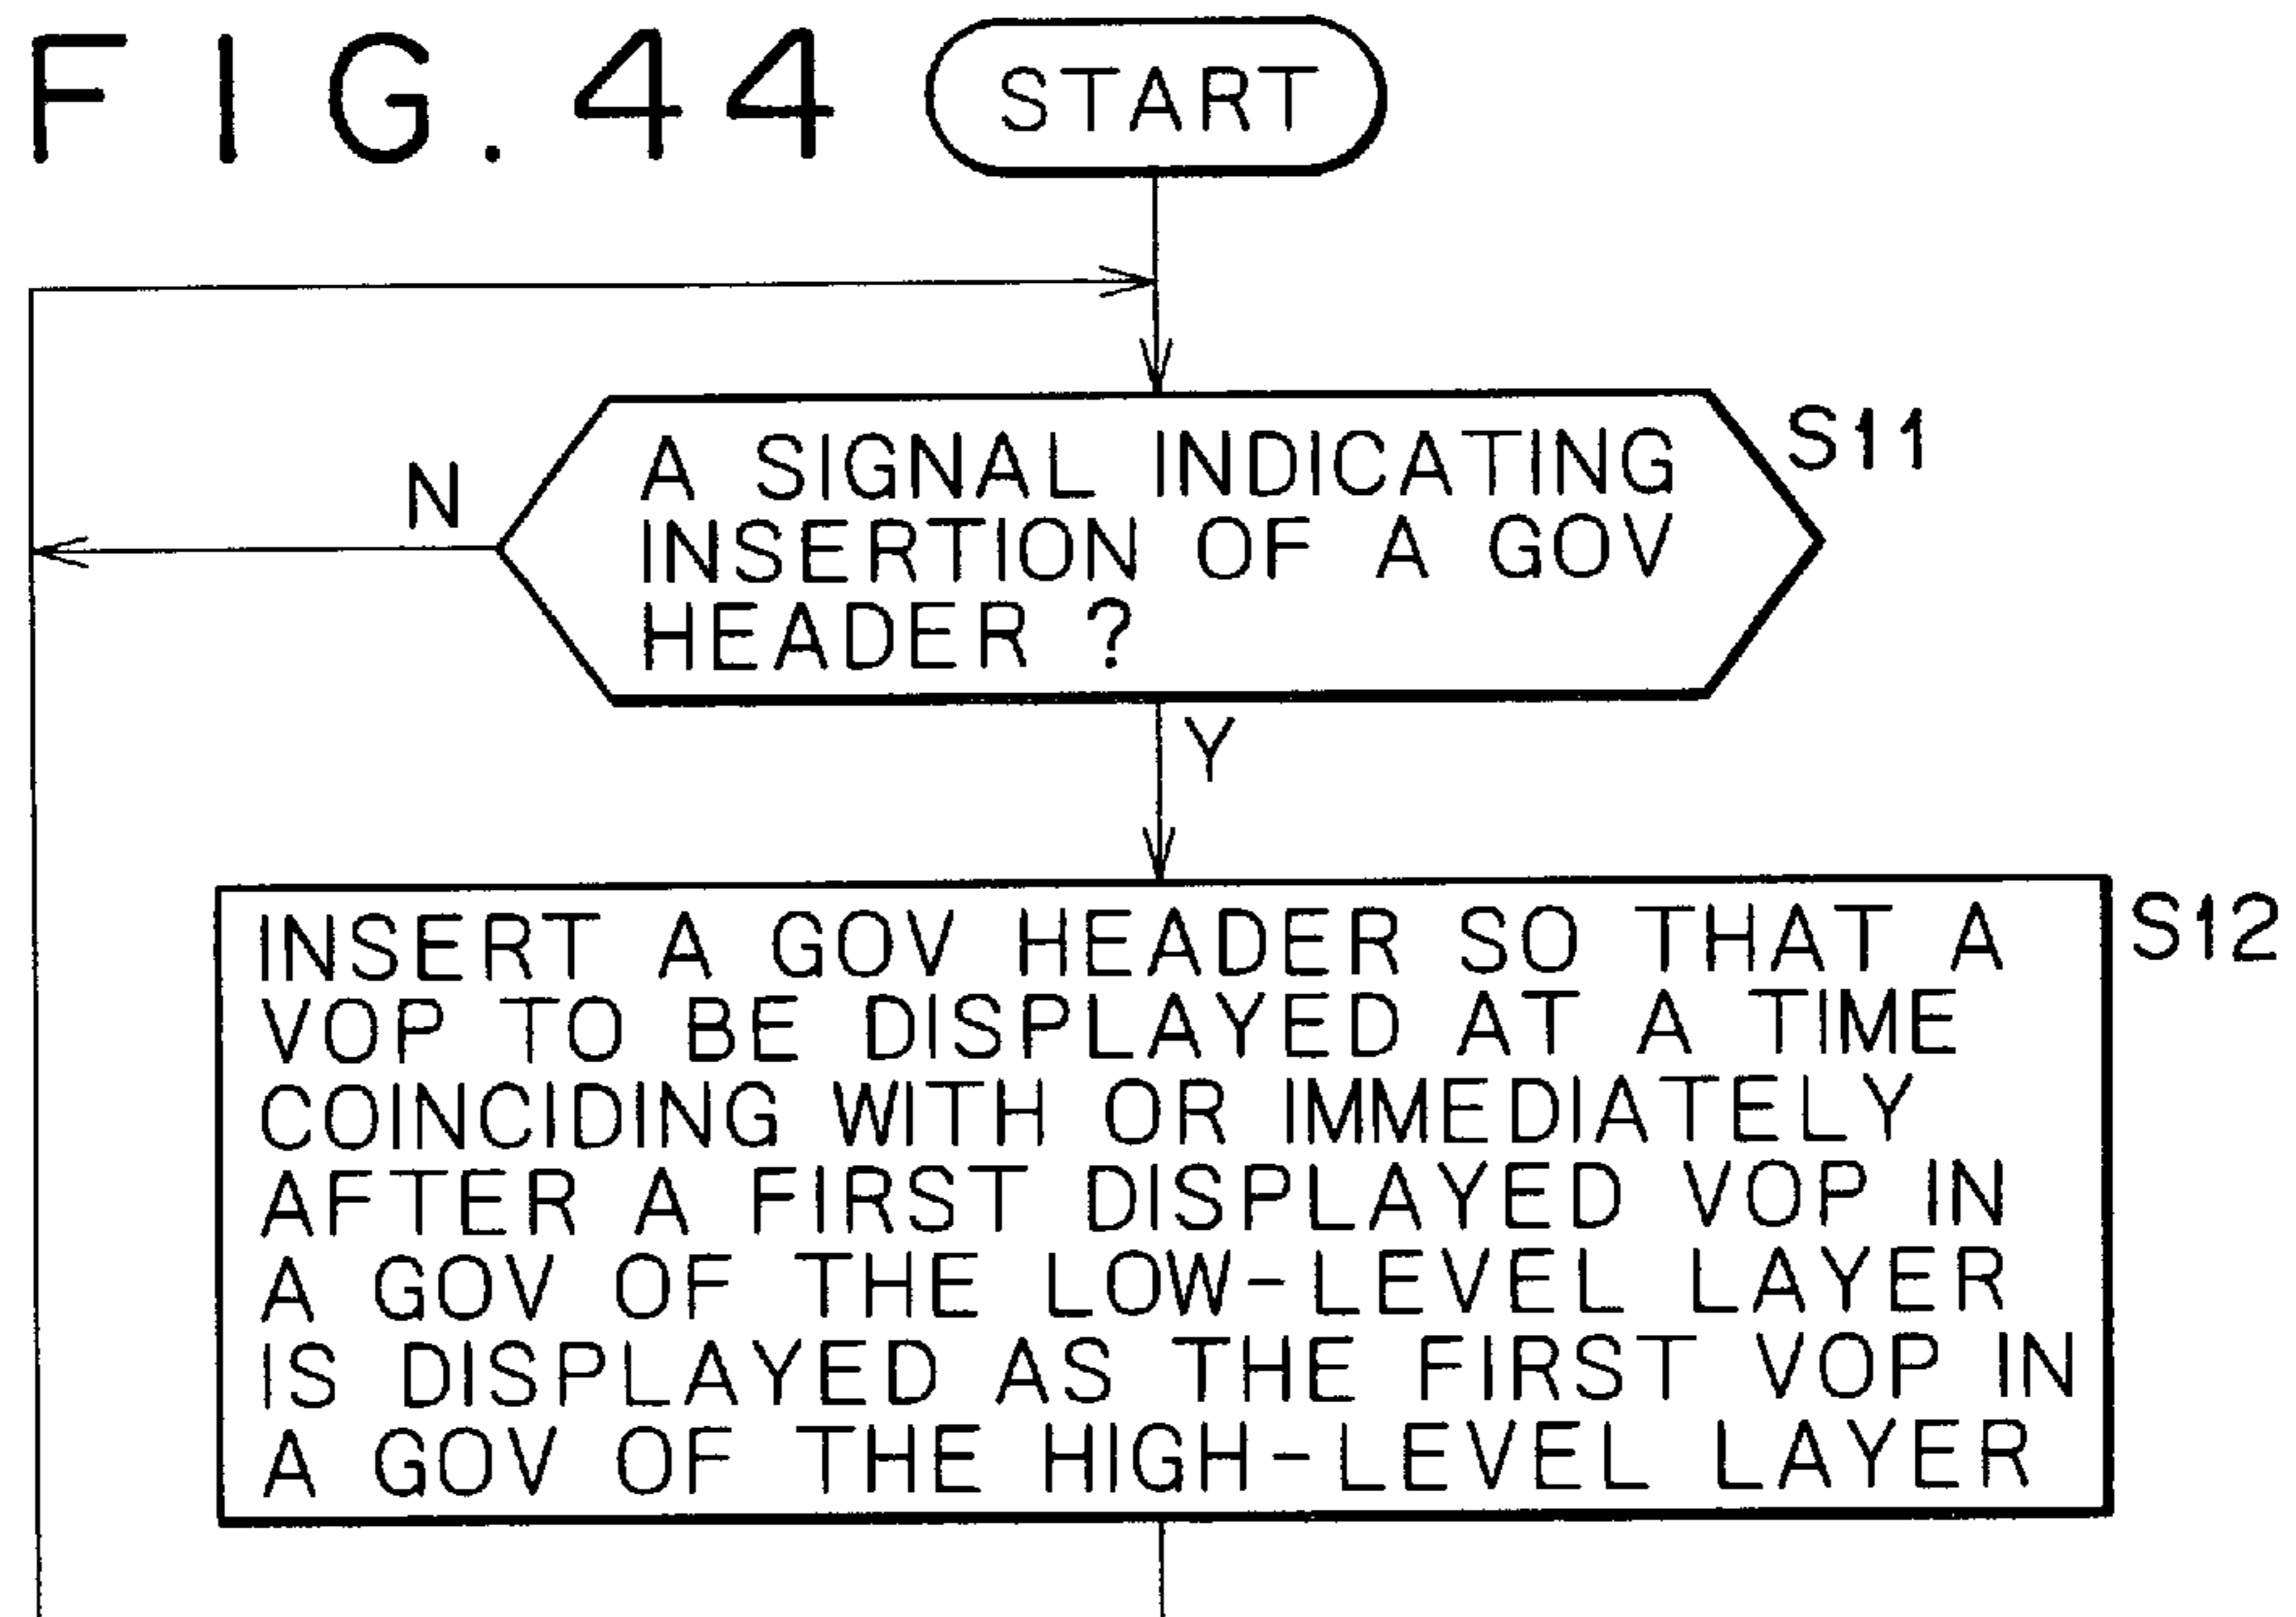 FIG. 44
START
A SIGNAL INDICATING
INSERTION OF A GOV
HEADER ?
S11
N
Y
INSERT A GOV HEADER SO THAT A
VOP TO BE DISPLAYED AT A TIME
COINCIDING WITH OR IMMEDIATELY
AFTER A FIRST DISPLAYED VOP IN
A GOV OF THE LOW-LEVEL LAYER
IS DISPLAYED AS THE FIRST VOP IN
A GOV OF THE HIGH-LEVEL LAYER
S12